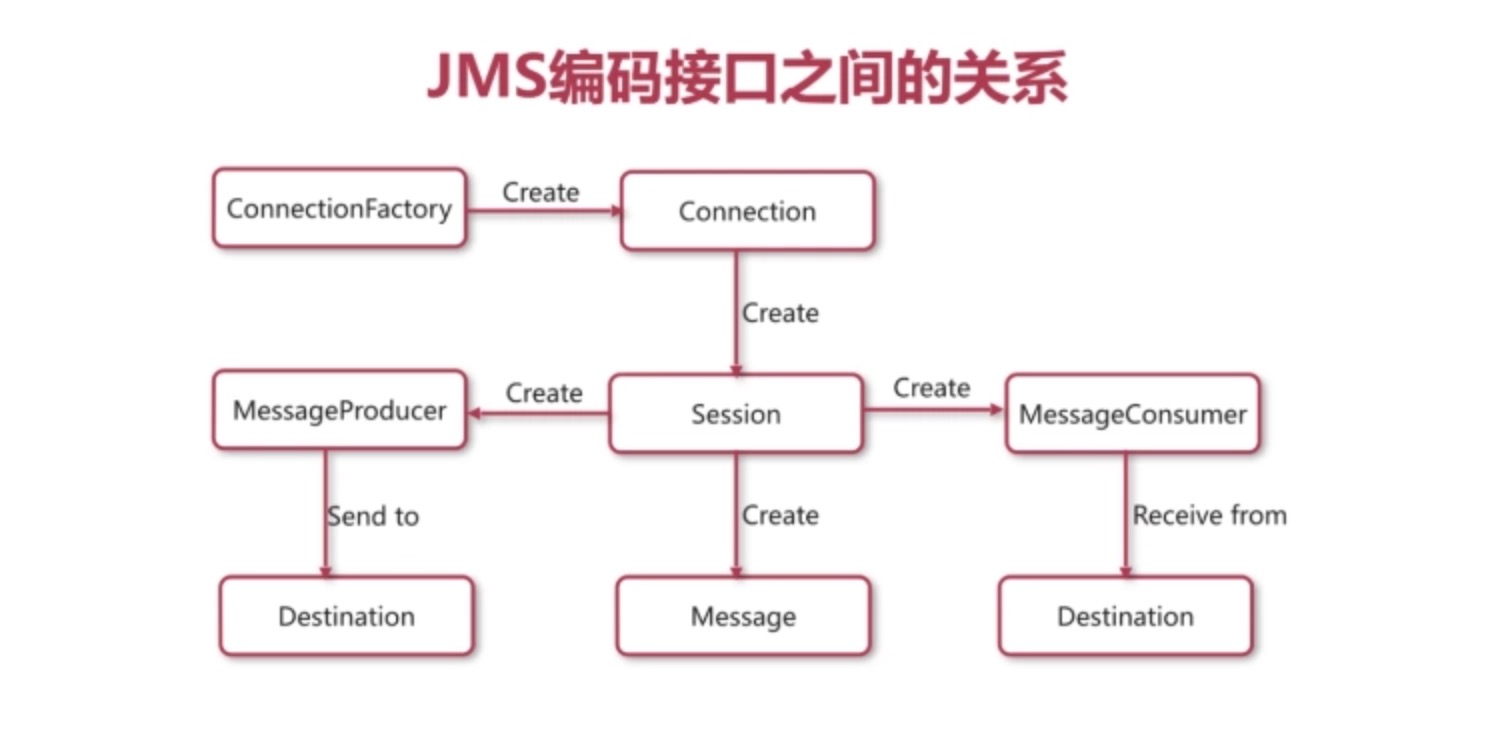 JMS编码接口之间的关系
Create
ConnectionFactory
Connection
Create
Create
Create
MessageProducer
Session
MessageConsumer
Send to
Create
Receive from
Destination
Message
Destination